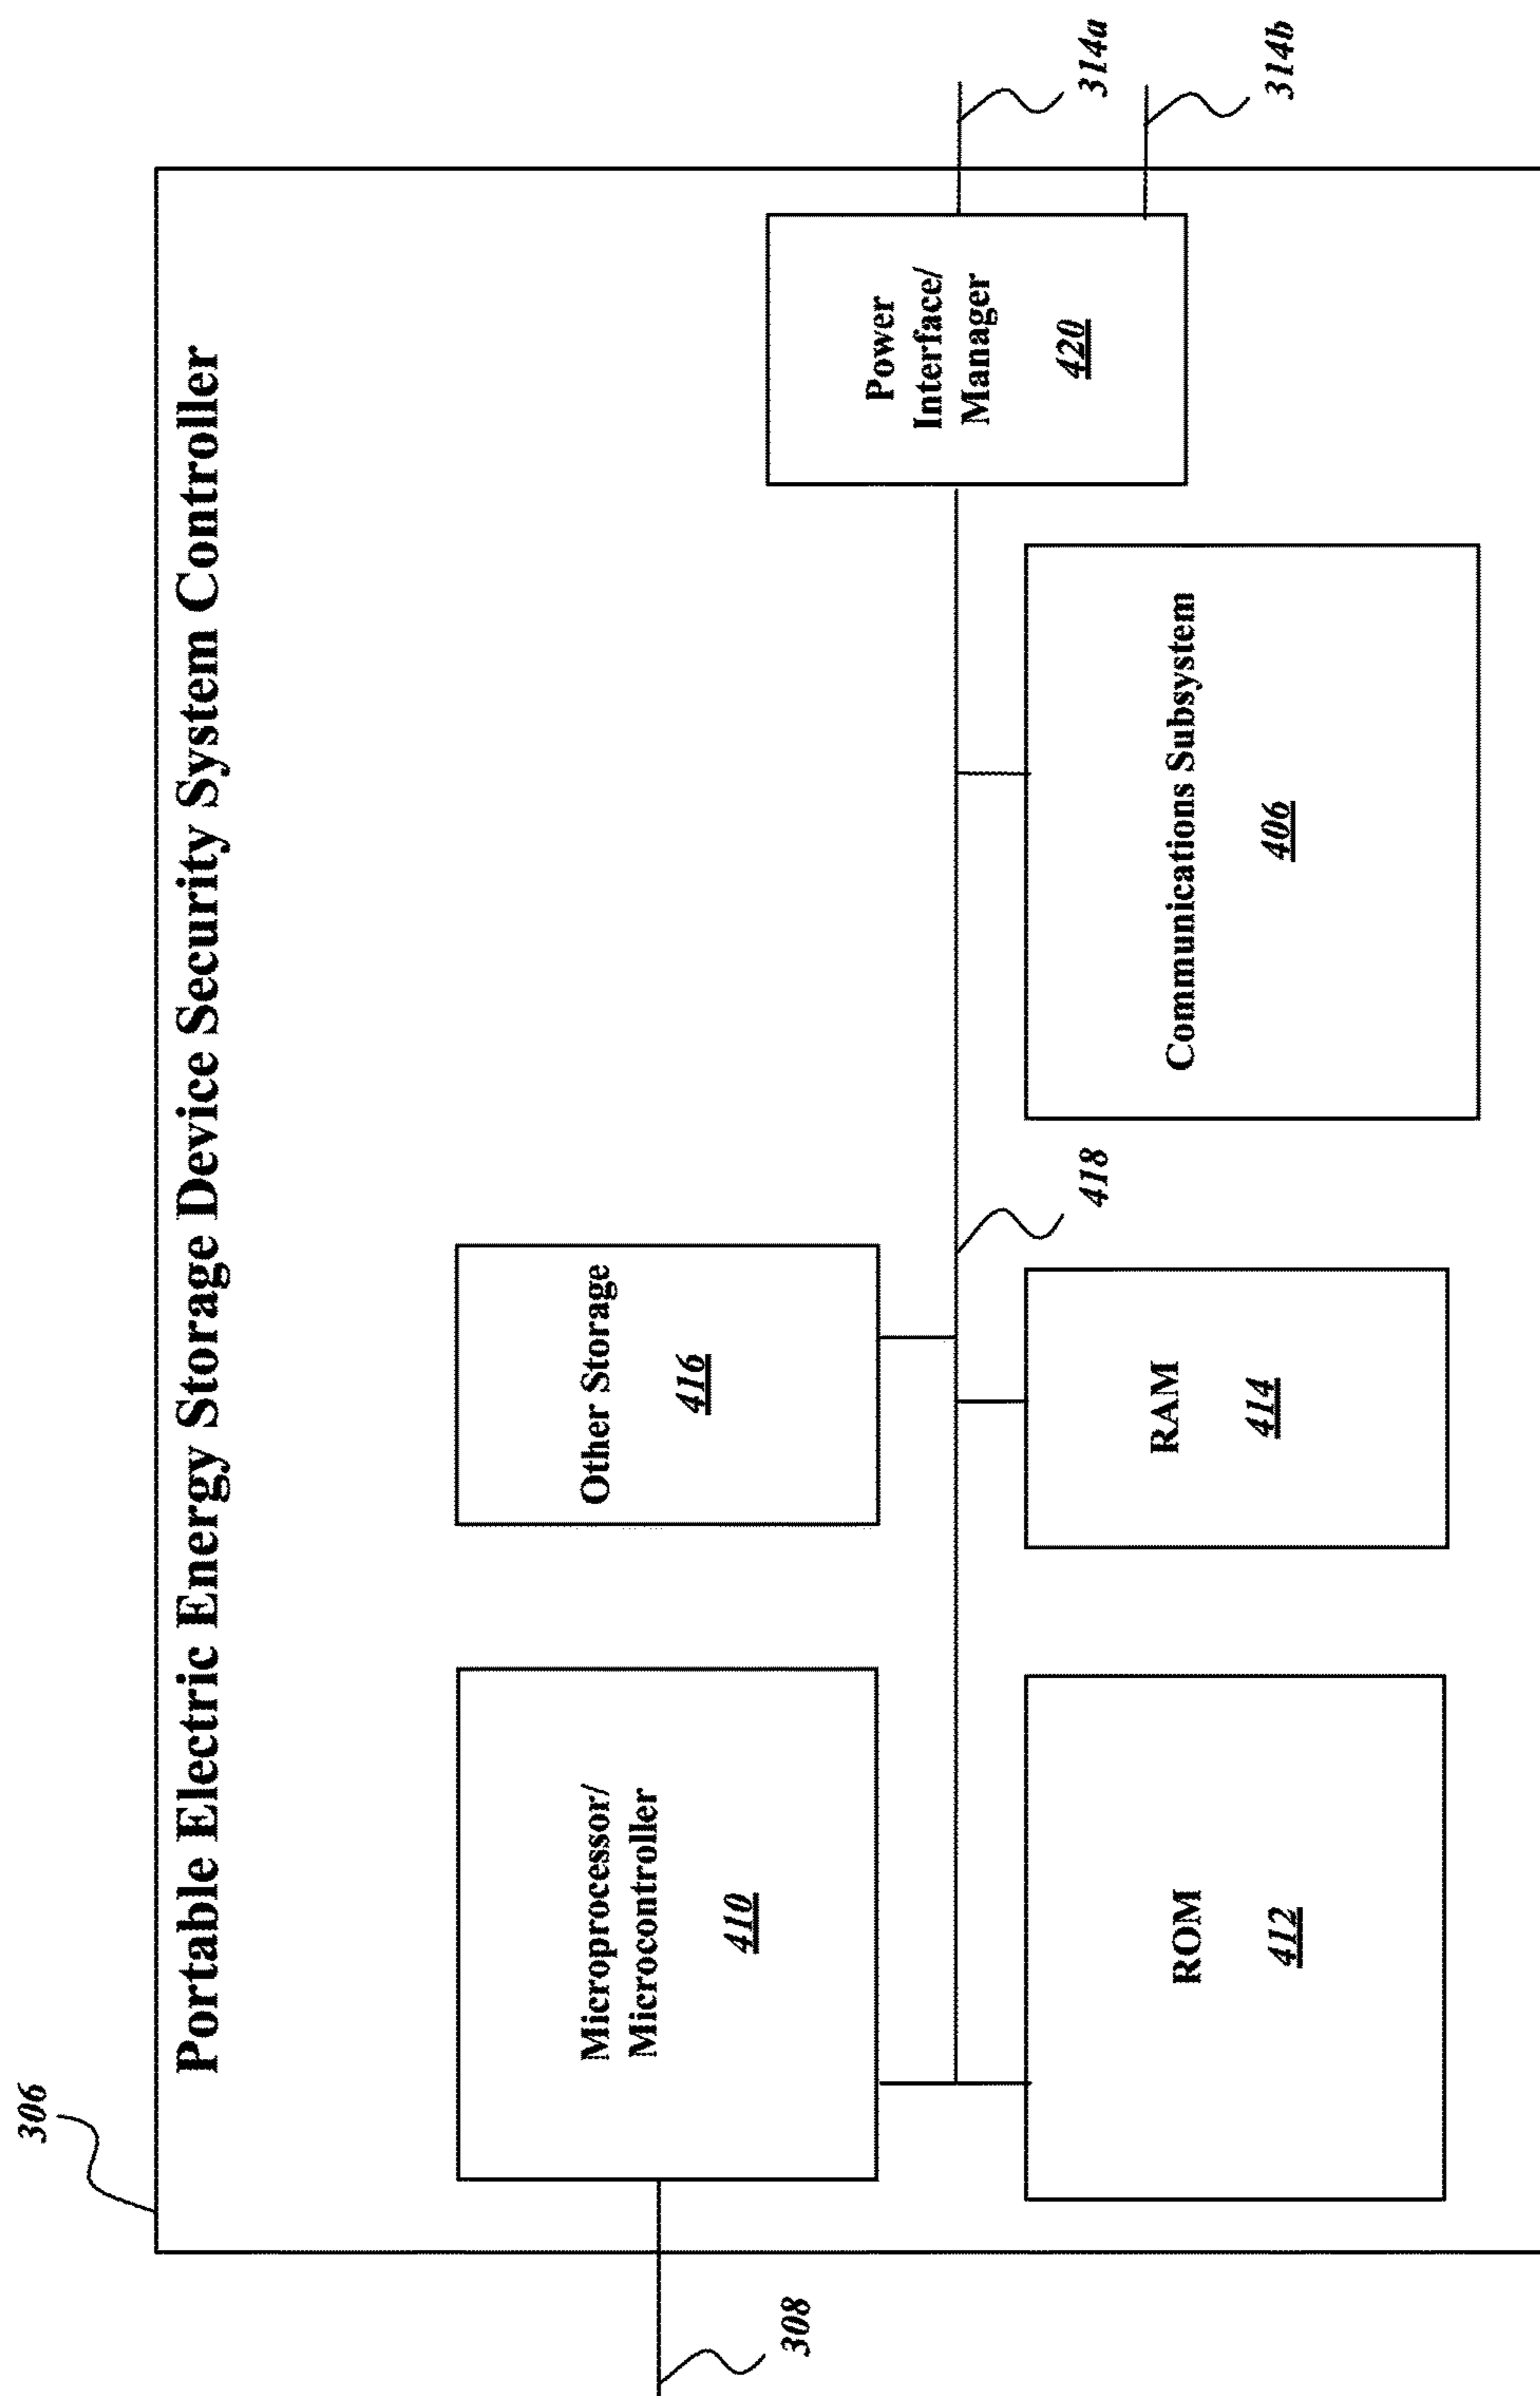 306
Portable Electric Energy Storage Device Security System Controller
308
Microprocessor/
Microcontroller
410
Other Storage
416
Power
Interface/
Manager
420
314a
314b
418
ROM
412
RAM
414
Communications Subsystem
406